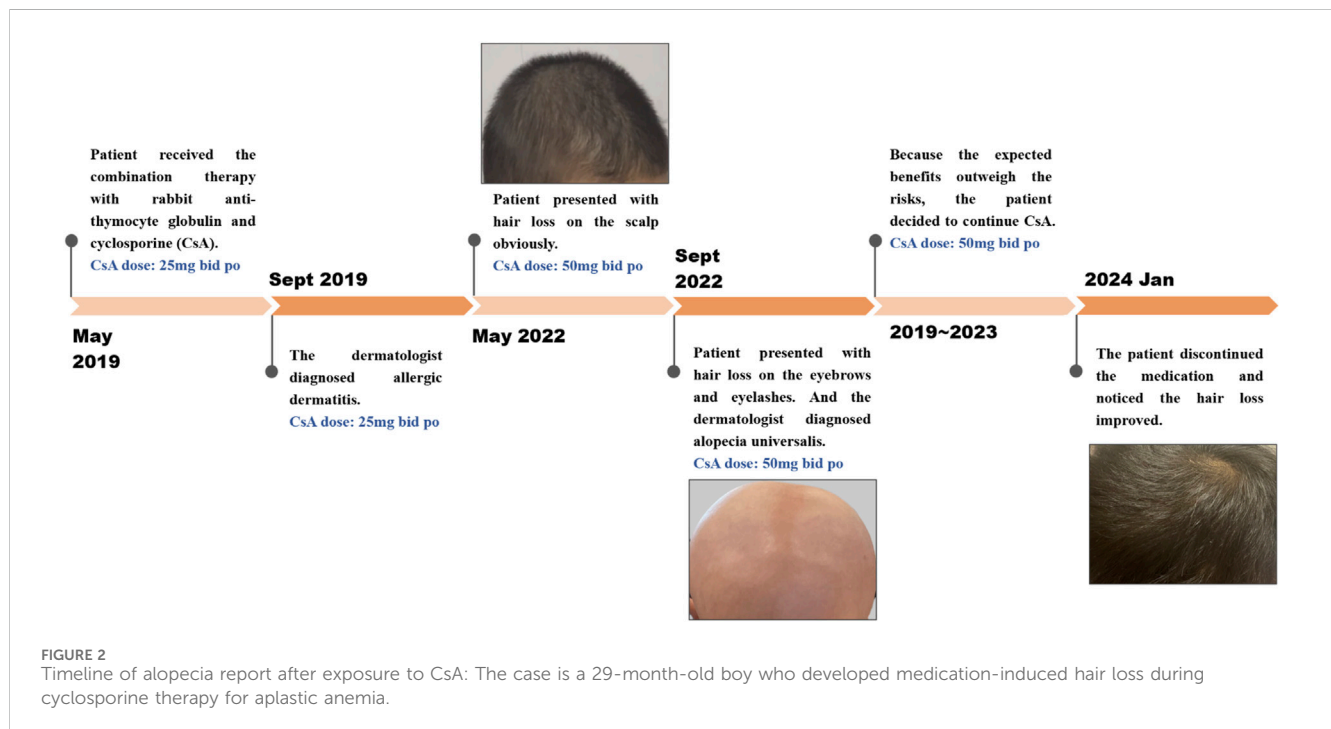 Patient received the
combination therapy
with rabbit anti-
thymocyte globulin and
cyclosporine (CsA).
CsA dose: 25mg bid po
May
2019
Sept 2019
The dermatologist
diagnosed allergic
dermatitis.
CsA dose: 25mg bid po
Patient presented with
hair loss on the scalp
obviously.
CsA dose: 50mg bid po
May 2022
Sept
2022
Patient presented with
hair loss on the eyebrows
and eyelashes. And the
dermatologist diagnosed
alopecia universalis.
CsA dose: 50mg bid po
Because the expected
benefits outweigh the
risks, the patient
decided to continue CsA.
CsA dose: 50mg bid po
2019~2023
2024 Jan
The patient discontinued
the medication and
noticed the hair loss
improved.
FIGURE 2
Timeline of alopecia report after exposure to CsA: The case is a 29-month-old boy who developed medication-induced hair loss during
cyclosporine therapy for aplastic anemia.